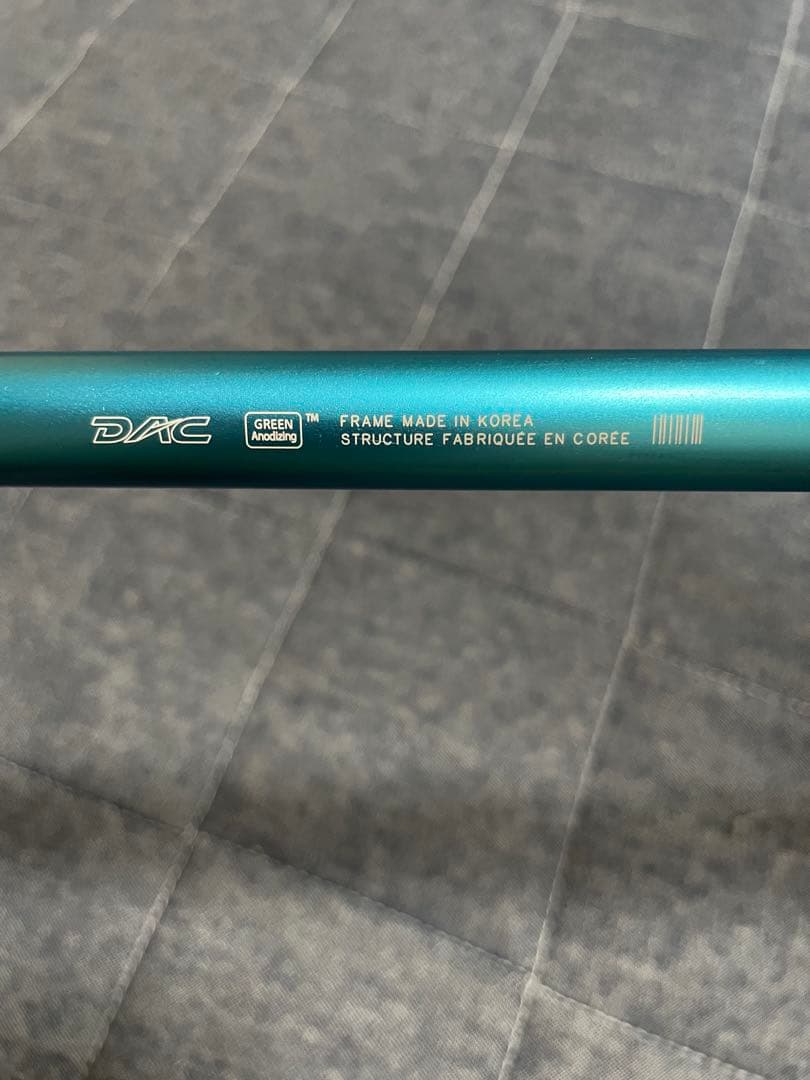 DAC
GREEN
Anodizing
™
FRAME MADE IN KOREA
STRUCTURE FABRIQUÉE EN CORÉE